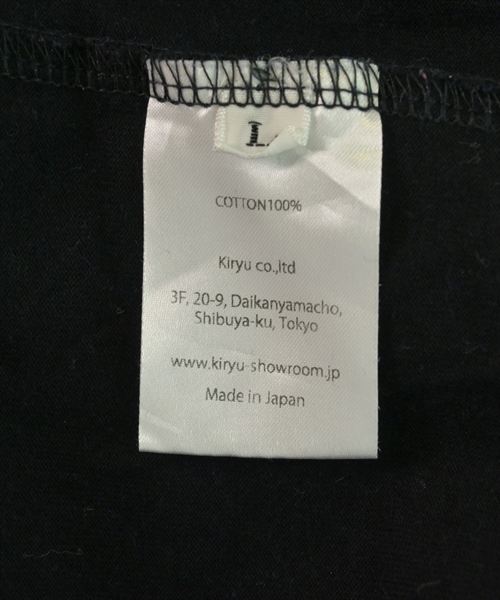 COTTON100%
Kiryu co.,ltd
3F, 20-9, Daikanyamacho,
Shibuya-ku, Tokyo
www.kiryu-showroom.jp
Made in Japan